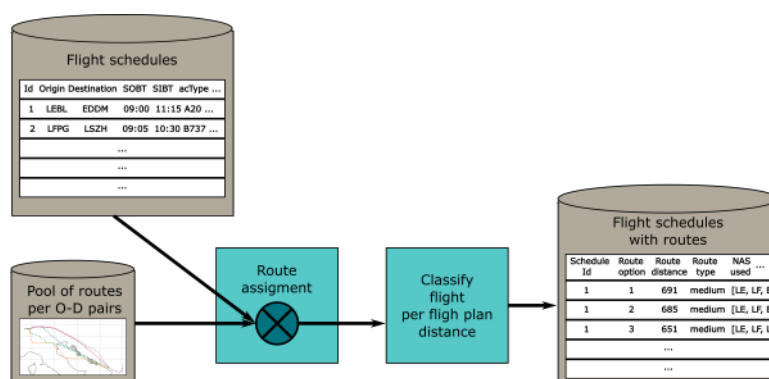 Flight schedules
Id Origin Destination SOBT SIBT acType ...
1 LEBL EDDM 09:00 11:15 A20 ...
2 LFPG LSZH 09:05 10:30 B737 ...
...
...
...
Pool of routes
per O-D pairs
Route
assigment
Classify
flight
per fligh plan
distance
Flight schedules
with routes
Schedule Route Route Route NAS ...
Id option distance type used
1 1 691 medium [LE, LF, E
1 2 685 medium [LE, LF, E
1 3 651 medium [LE, LF, L
...
...